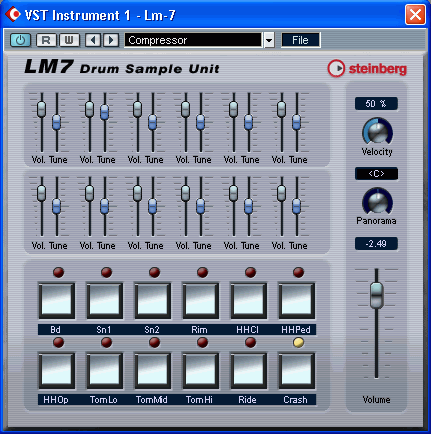 VST Instrument 1 - Lm-7
R W Compressor File
LM7 Drum Sample Unit
steinberg
50 %
Vol. Tune Vol. Tune Vol. Tune Vol. Tune Vol. Tune Vol. Tune
Velocity
<C>
Panorama
Vol. Tune Vol. Tune Vol. Tune Vol. Tune Vol. Tune Vol. Tune
-2.49
Bd Sn1 Sn2 Rim HHCl HHPed
HHOp TomLo TomMid TomHi Ride Crash
Volume